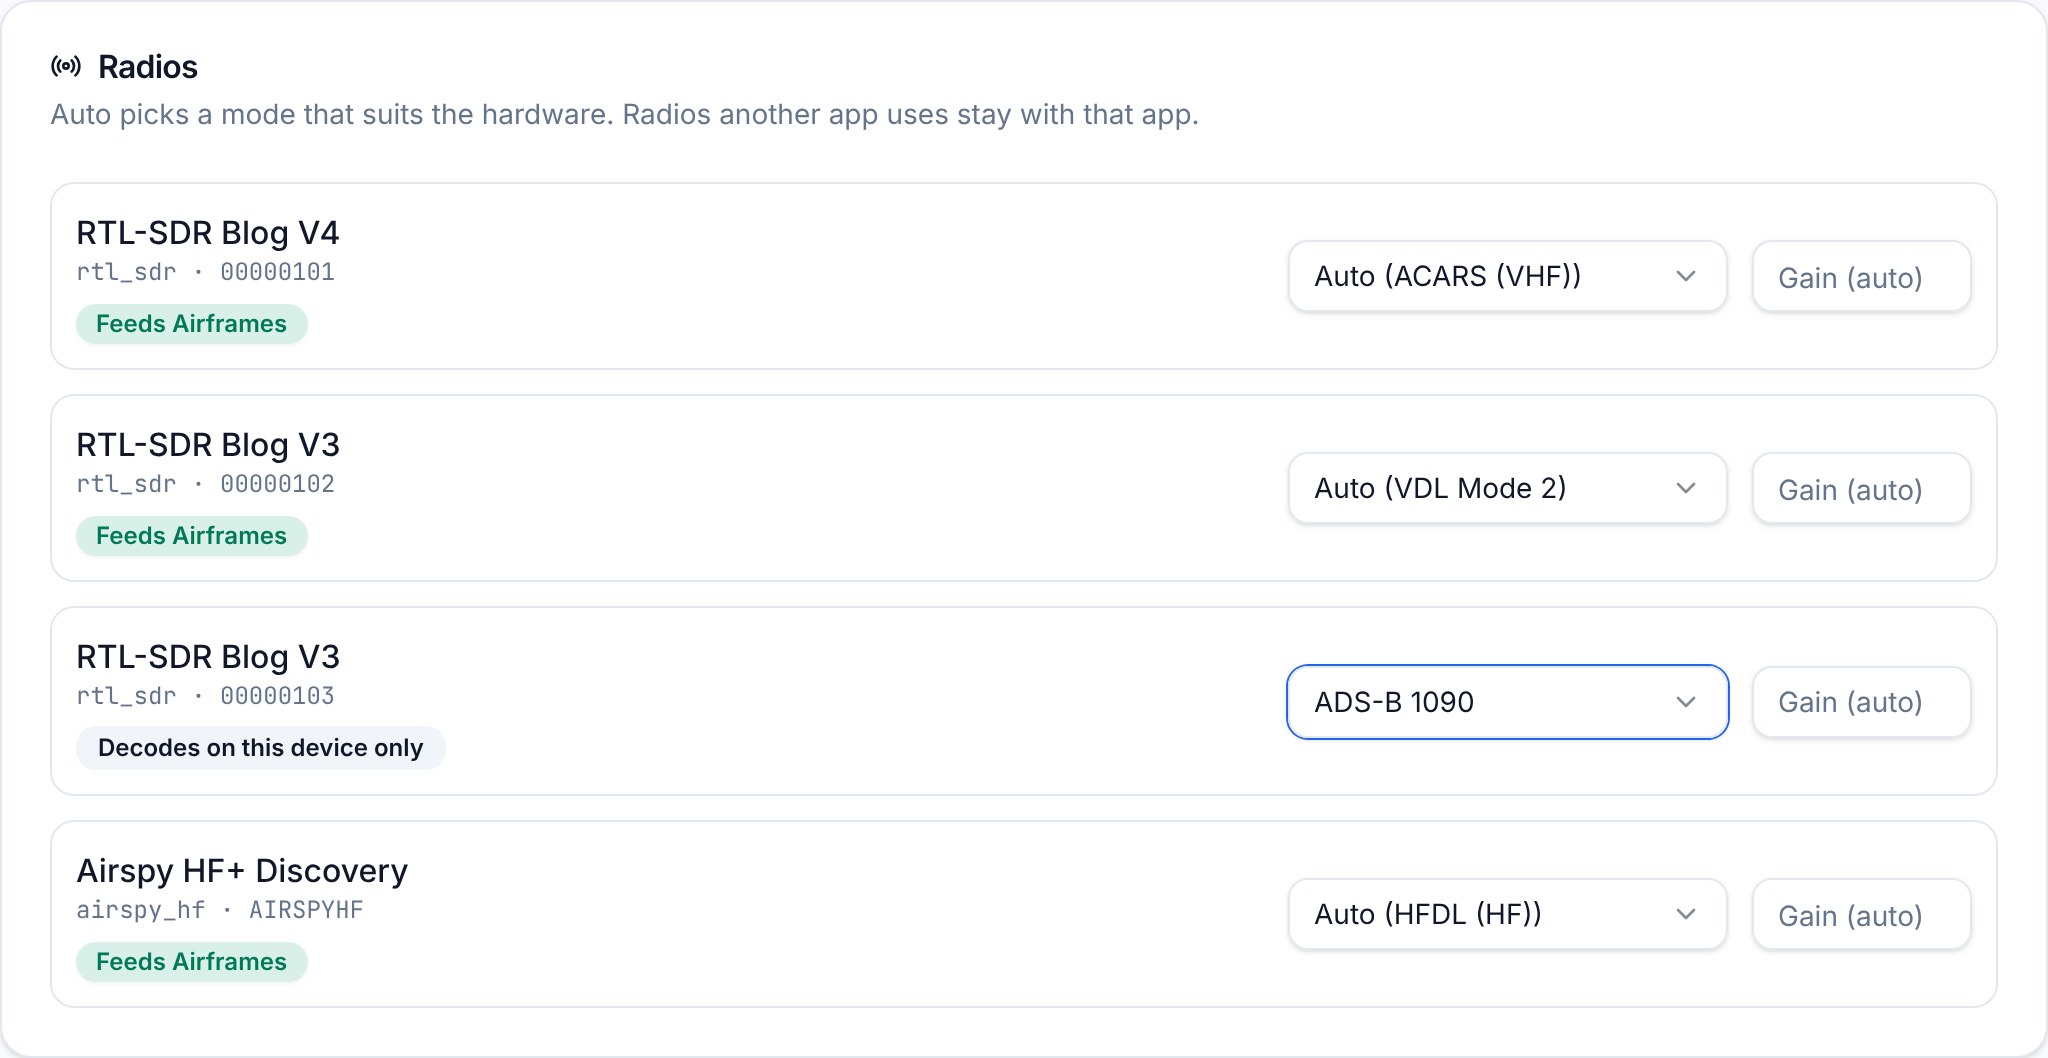 Radios
Auto picks a mode that suits the hardware. Radios another app uses stay with that app.
RTL-SDR Blog V4
rtl_sdr · 00000101
Feeds Airframes
Auto (ACARS (VHF))
Gain (auto)
RTL-SDR Blog V3
rtl_sdr · 00000102
Feeds Airframes
Auto (VDL Mode 2)
Gain (auto)
RTL-SDR Blog V3
rtl_sdr · 00000103
Decodes on this device only
ADS-B 1090
Gain (auto)
Airspy HF+ Discovery
airspy_hf · AIRSPYHF
Feeds Airframes
Auto (HFDL (HF))
Gain (auto)